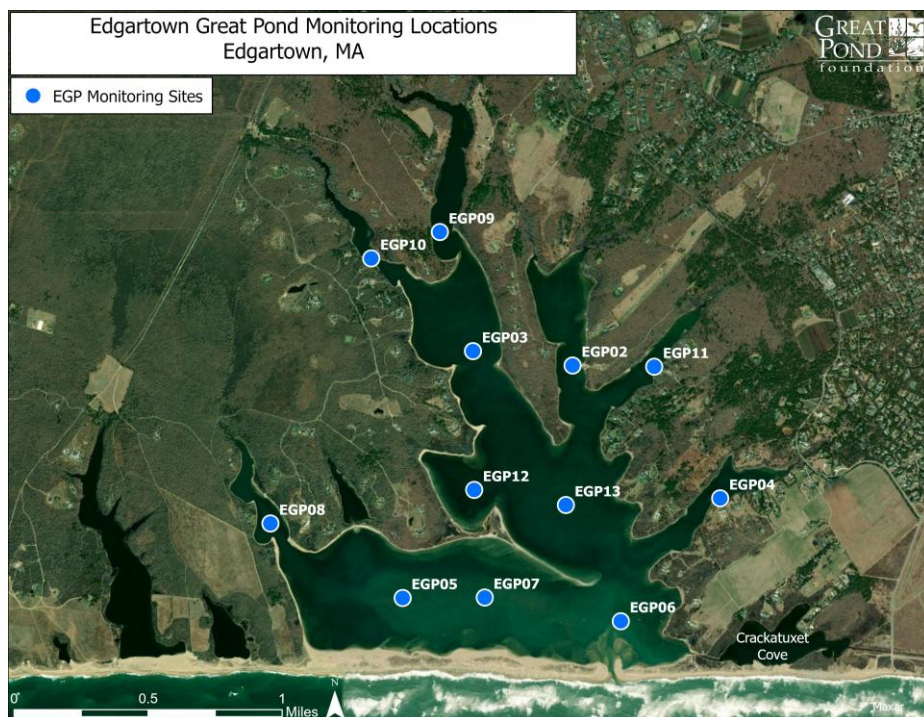 Edgartown Great Pond Monitoring Locations
Edgartown, MA
GREAT
POND
foundation
EGP Monitoring Sites
EGP09
EGP10
EGP03
EGP02
EGP11
EGP12
EGP13
EGP04
EGP08
EGP05
EGP07
EGP06
Crackatuxet
Cove
0
0.5
1
Miles
N
Maxar